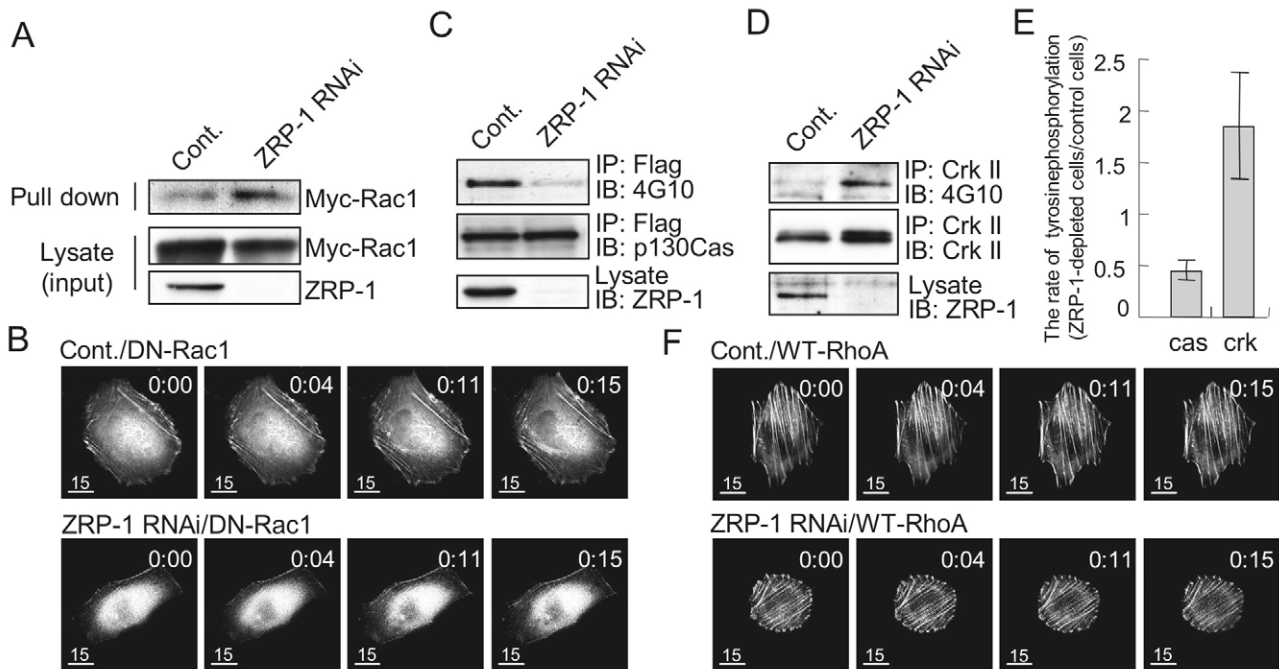 A
Cont.
ZRP-1 RNAi
Pull down
Myc-Rac1
Lysate
(input)
Myc-Rac1
ZRP-1
C
Cont.
ZRP-1 RNAi
IP: Flag
IB: 4G10
IP: Flag
IB: p130Cas
Lysate
IB: ZRP-1
D
Cont.
ZRP-1 RNAi
IP: Crk II
IB: 4G10
IP: Crk II
IB: Crk II
Lysate
IB: ZRP-1
E
The rate of tyrosinephosphorylation
(ZRP-1-depleted cells/control cells)
2.5
2
1.5
1
0.5
0
cas crk
B
Cont./DN-Rac1
0:00 0:04 0:11 0:15
15 15 15 15
ZRP-1 RNAi/DN-Rac1
0:00 0:04 0:11 0:15
15 15 15 15
F
Cont./WT-RhoA
0:00 0:04 0:11 0:15
15 15 15 15
ZRP-1 RNAi/WT-RhoA
0:00 0:04 0:11 0:15
15 15 15 15